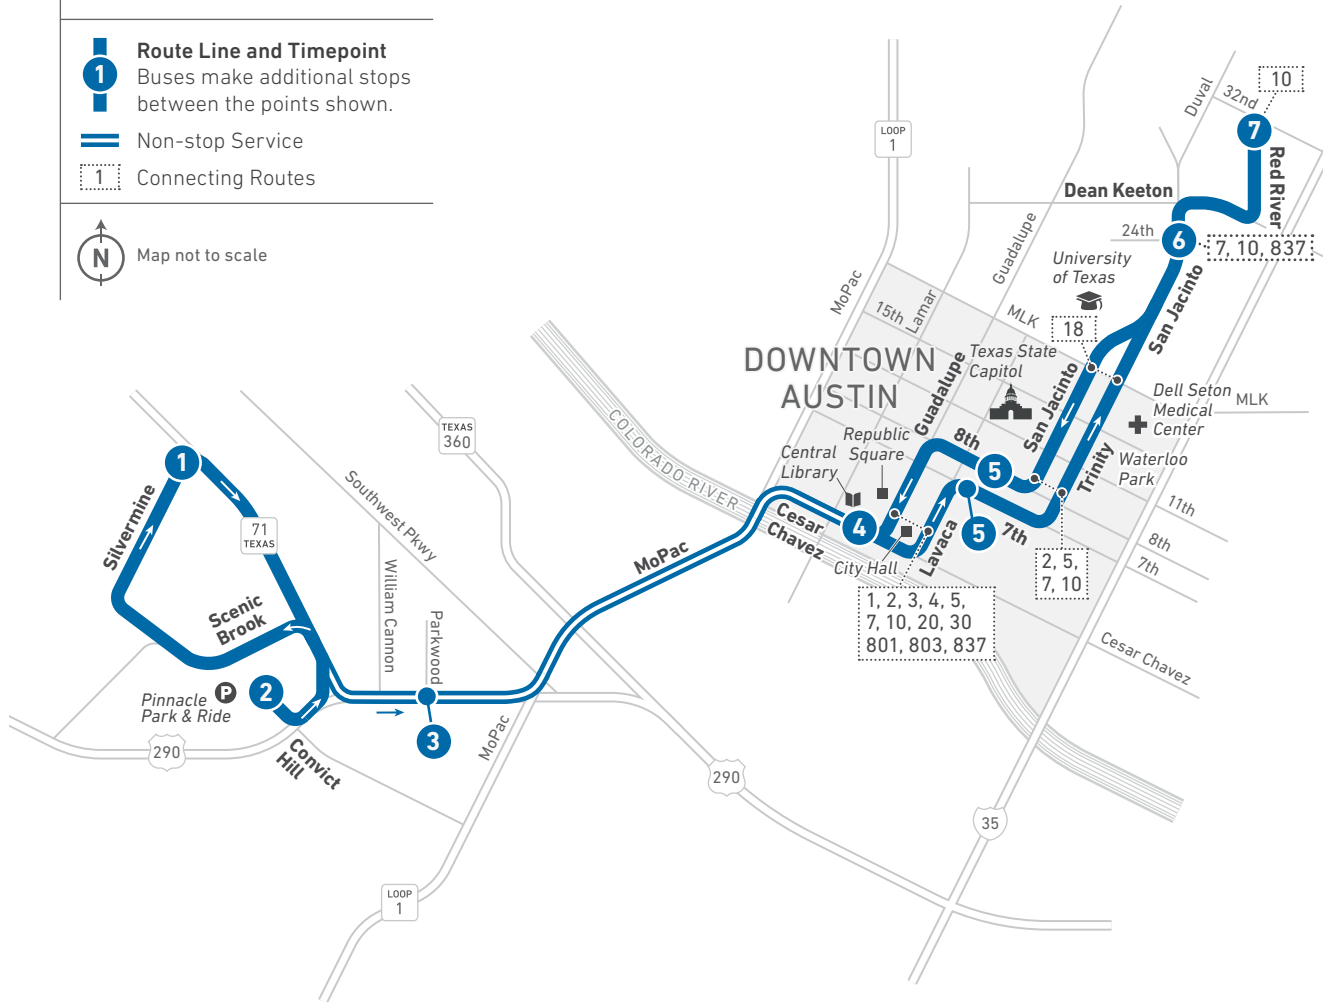 Route Line and Timepoint
1
Buses make additional stops
between the points shown.
Non-stop Service
1
Connecting Routes
N
Map not to scale
10
32nd
Duval
7
Red River
LOOP
1
Dean Keeton
24th
6
7, 10, 837
University
of Texas
Guadalupe
San Jacinto
MoPac
Lamar
15th
MLK
18
DOWNTOWN
AUSTIN
Texas State
Capitol
Guadalupe
San Jacinto
Dell Seton
Medical
Center
MLK
TEXAS
360
COLORADO RIVER
Republic
Square
8th
Central
Library
5
Trinity
Waterloo
Park
11th
1
Silvermine
71
TEXAS
Southwest Pkwy
Cesar
Chavez
4
Lavaca
5
7th
8th
7th
City Hall
2, 5,
7, 10
MoPac
William Cannon
Parkwood
1, 2, 3, 4, 5,
7, 10, 20, 30
801, 803, 837
Scenic
Brook
Cesar Chavez
Pinnacle
Park & Ride
P
2
3
290
Convict
Hill
MoPac
290
35
LOOP
1